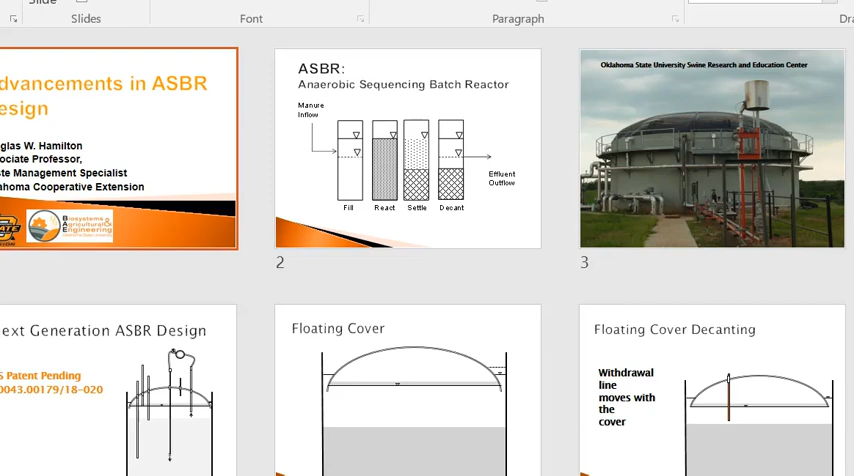 Slide
Slides
Font
Paragraph
dvancements in ASBR
esign
glas W. Hamilton
ociate Professor,
ste Management Specialist
ahoma Cooperative Extension
Biosystems
Agricultural&
Engineering
ASBR:
Anaerobic Sequencing Batch Reactor
Manure
Inflow
Effluent
Outflow
Fill React Settle Decant
2
Oklahoma State University Swine Research and Education Center
3
ext Generation ASBR Design
S Patent Pending
0043.00179/18-020
Floating Cover
Floating Cover Decanting
Withdrawal
line
moves with
the
cover